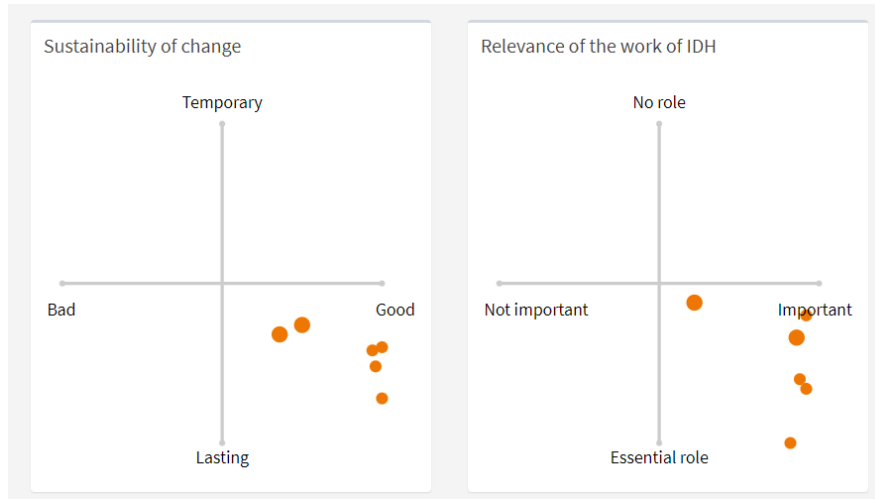 Sustainability of change
Temporary
Bad
Good
Lasting
Relevance of the work of IDH
No role
Not important
Important
Essential role